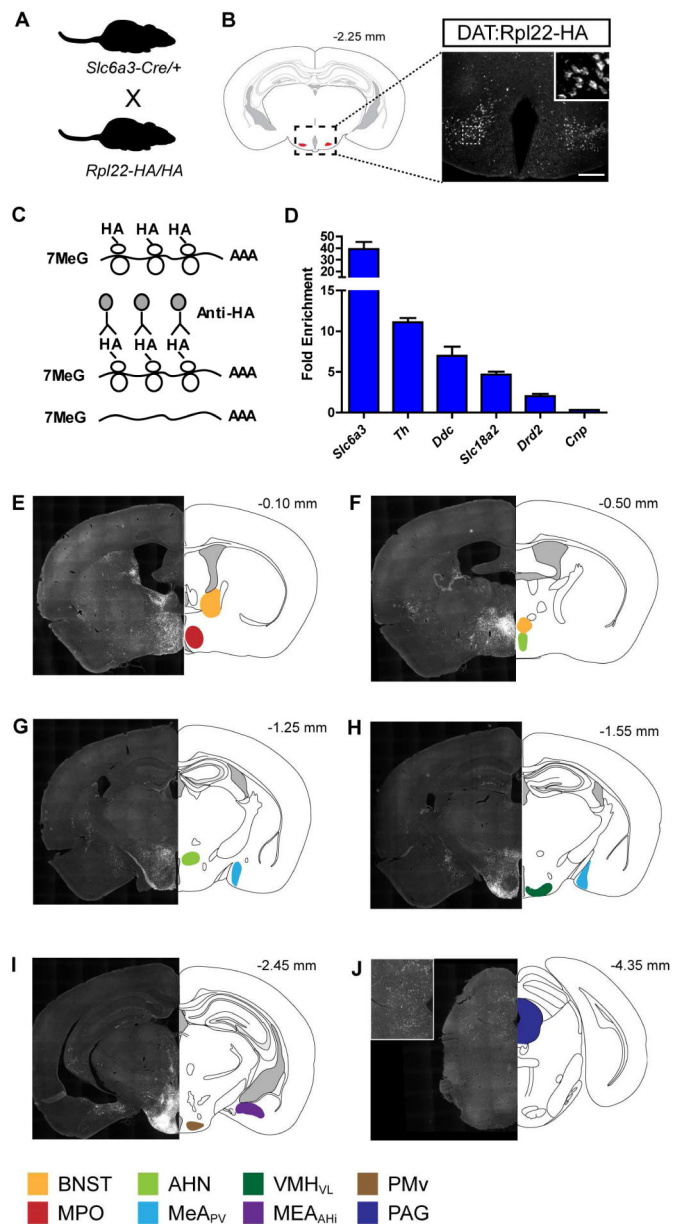 A
Slc6a3-Cre/+
X
Rpl22-HA/HA
B
-2.25 mm
DAT:Rpl22-HA
C
HA HA HA
7MeG AAA
Anti-HA
HA HA HA
7MeG AAA
7MeG AAA
D
Fold Enrichment
50
40
30
20
10
15
10
5
0
Slc6a3 Th Ddc Slc18a2 Drd2 Cnp
E
-0.10 mm
F
-0.50 mm
G
-1.25 mm
H
-1.55 mm
I
-2.45 mm
J
-4.35 mm
BNST AHN VMHVL PMv
MPO MeAPV MEAAHi PAG